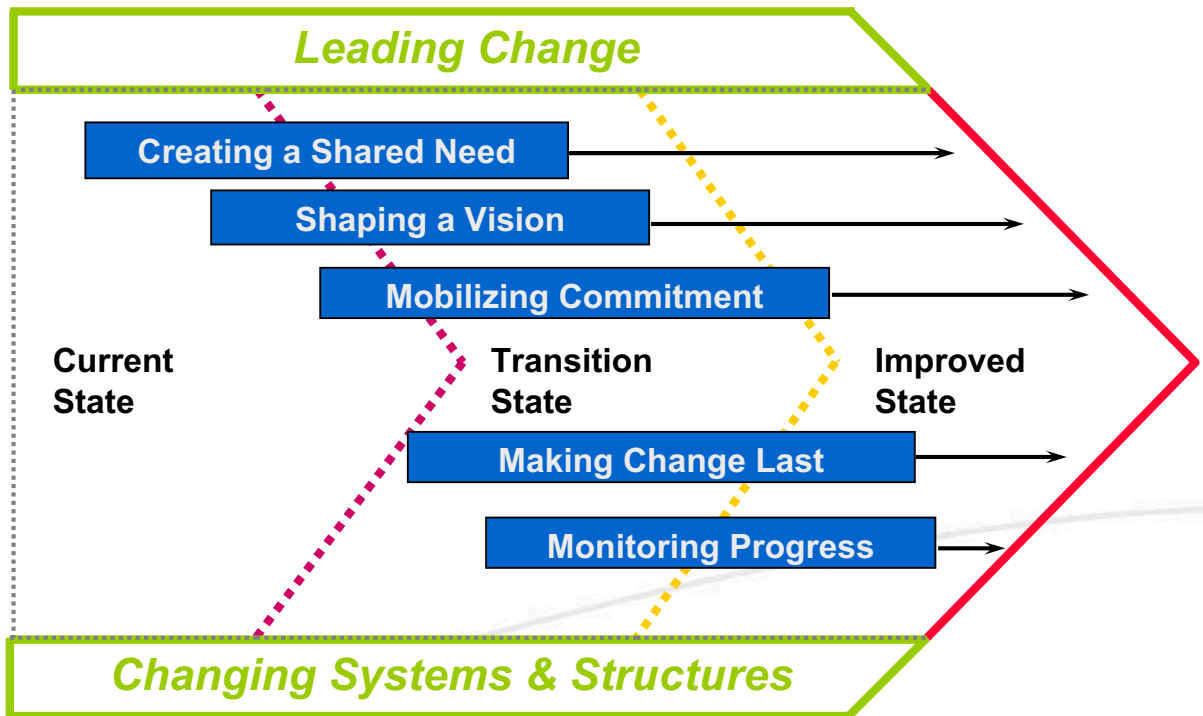 Leading Change
Creating a Shared Need
Shaping a Vision
Mobilizing Commitment
Current
State
Transition
State
Improved
State
Making Change Last
Monitoring Progress
Changing Systems & Structures